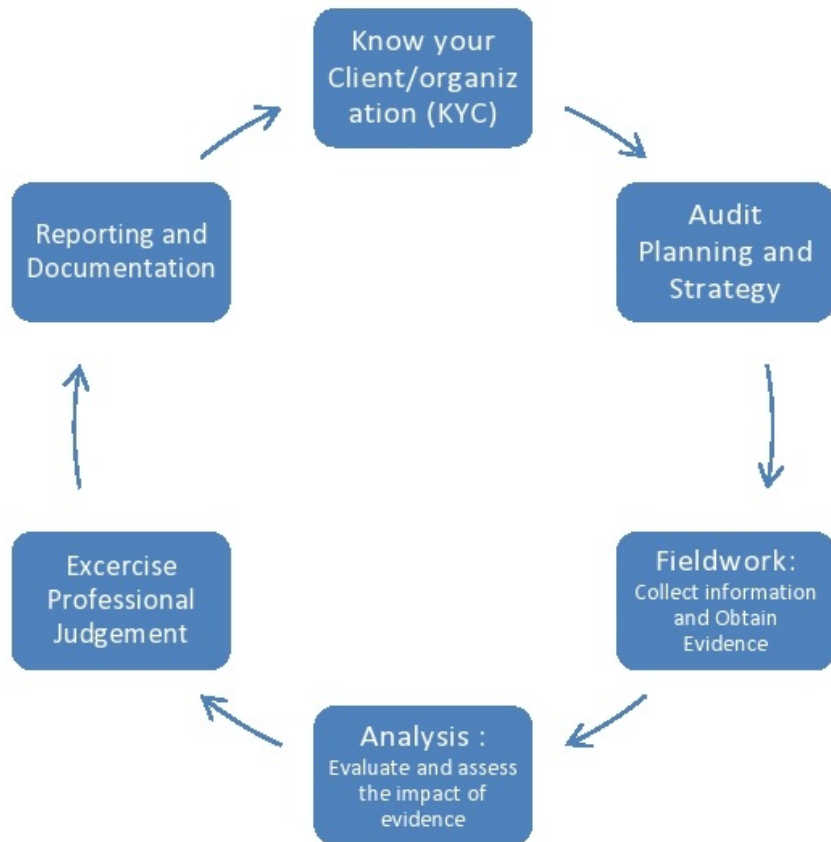 Know your
Client/organiz
ation (KYC)
Audit
Planning and
Strategy
Fieldwork:
Collect information
and Obtain
Evidence
Analysis :
Evaluate and assess
the impact of
evidence
Excercise
Professional
Judgement
Reporting and
Documentation